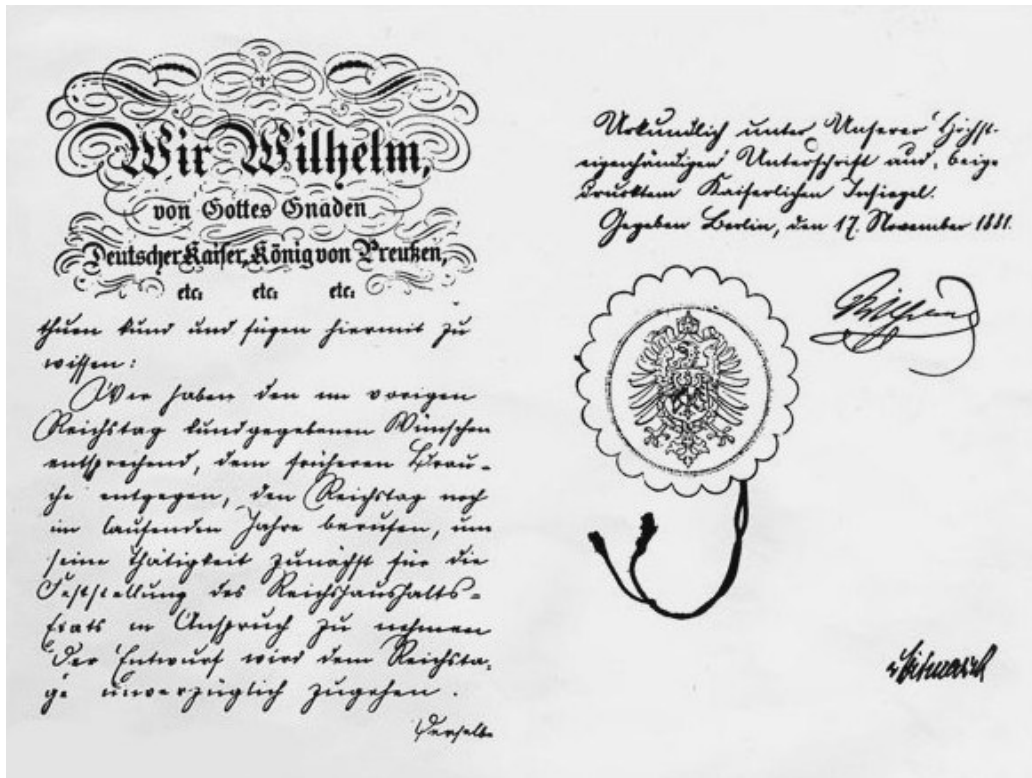 Wir Wilhelm,
von Gottes Gnaden
Deutscher Kaiser, König von Preußen,
etc. etc. etc.
thuen kund und fügen hiermit zu
wissen:
Wir haben den im vorigen
Reichstag kundgegebenen Wünschen
entsprechend, dem früheren Brau-
che entgegen, den Reichstag noch
im laufenden Jahre berufen, um
seine Thätigkeit zunächst für die
Feststellung des Reichshaushalts-
Etats in Anspruch zu nehmen
Der Entwurf wird dem Reichsta-
ge unverzüglich zugehen.
Derselbe
Urkundlich unter Unserer Höchst-
eigenhändigen Unterschrift und beige
drucktem Kaiserlichen Insiegel.
Gegeben Berlin, den 17. November 1881.
Wilhelm
v Bismarck